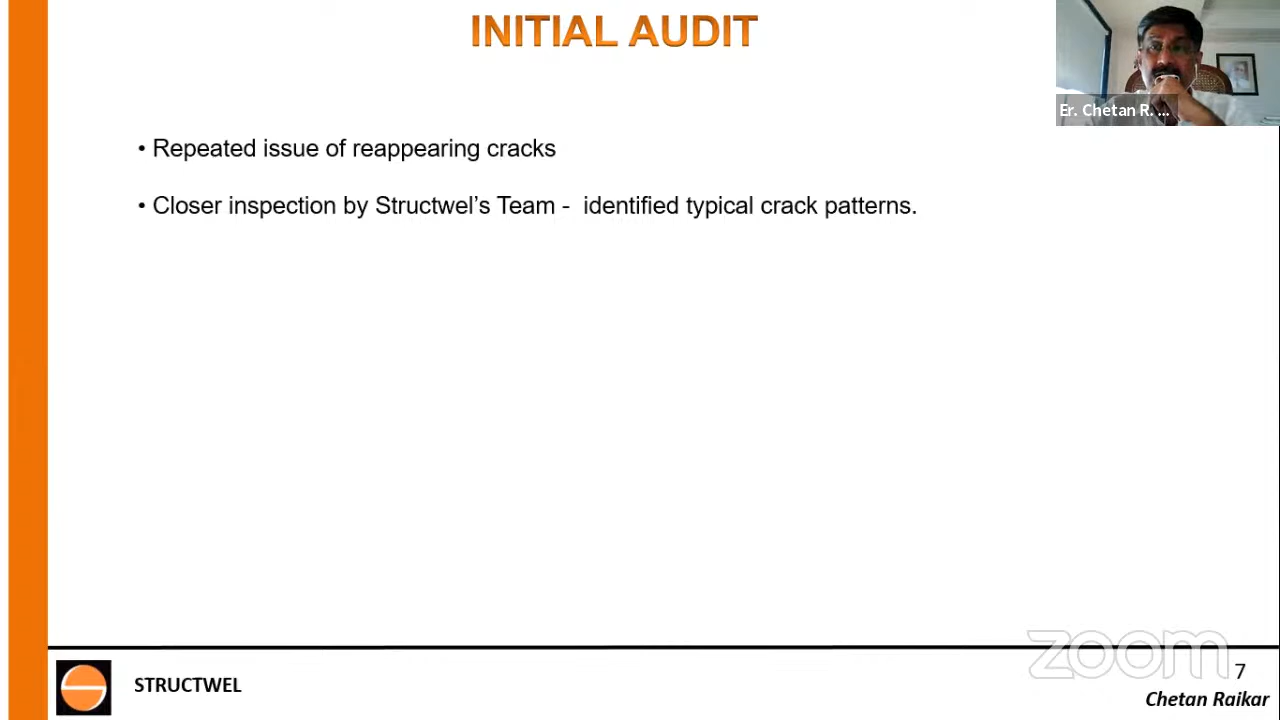 INITIAL AUDIT
Er. Chetan R. ...
• Repeated issue of reappearing cracks
• Closer inspection by Structwel’s Team - identified typical crack patterns.
zoom
7
STRUCTWEL
Chetan Raikar